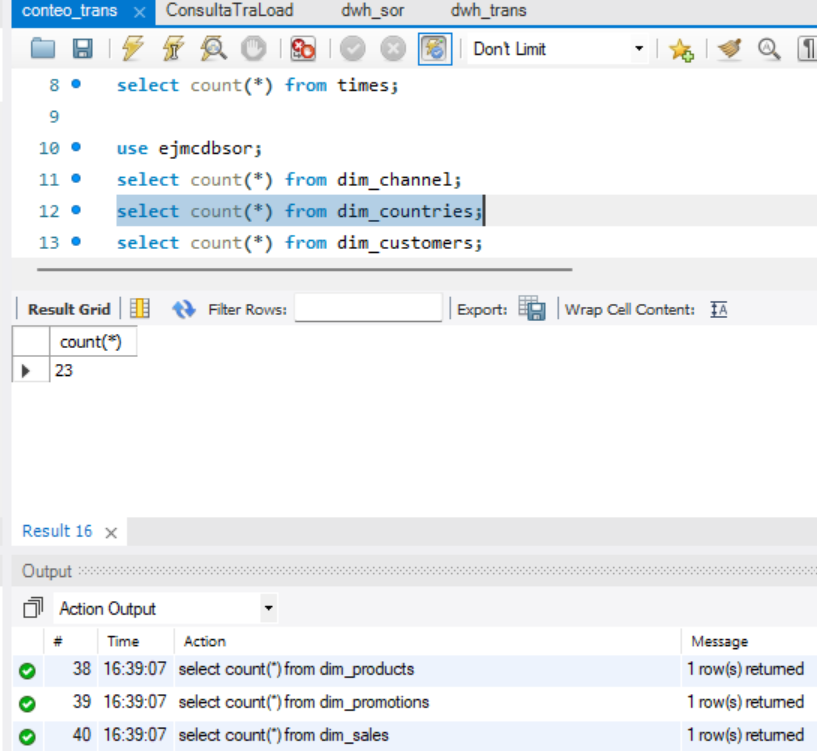 conteo_trans × ConsultaTraLoad dwh_sor dwh_trans
Don't Limit
8 select count(*) from times;
9
10 use ejmcdbsor;
11 select count(*) from dim_channel;
12 select count(*) from dim_countries;
13 select count(*) from dim_customers;
Result Grid Filter Rows: Export: Wrap Cell Content:
count(*)
23
Result 16 ×
Output
Action Output
# Time Action Message
38 16:39:07 select count(*) from dim_products 1 row(s) returned
39 16:39:07 select count(*) from dim_promotions 1 row(s) returned
40 16:39:07 select count(*) from dim_sales 1 row(s) returned